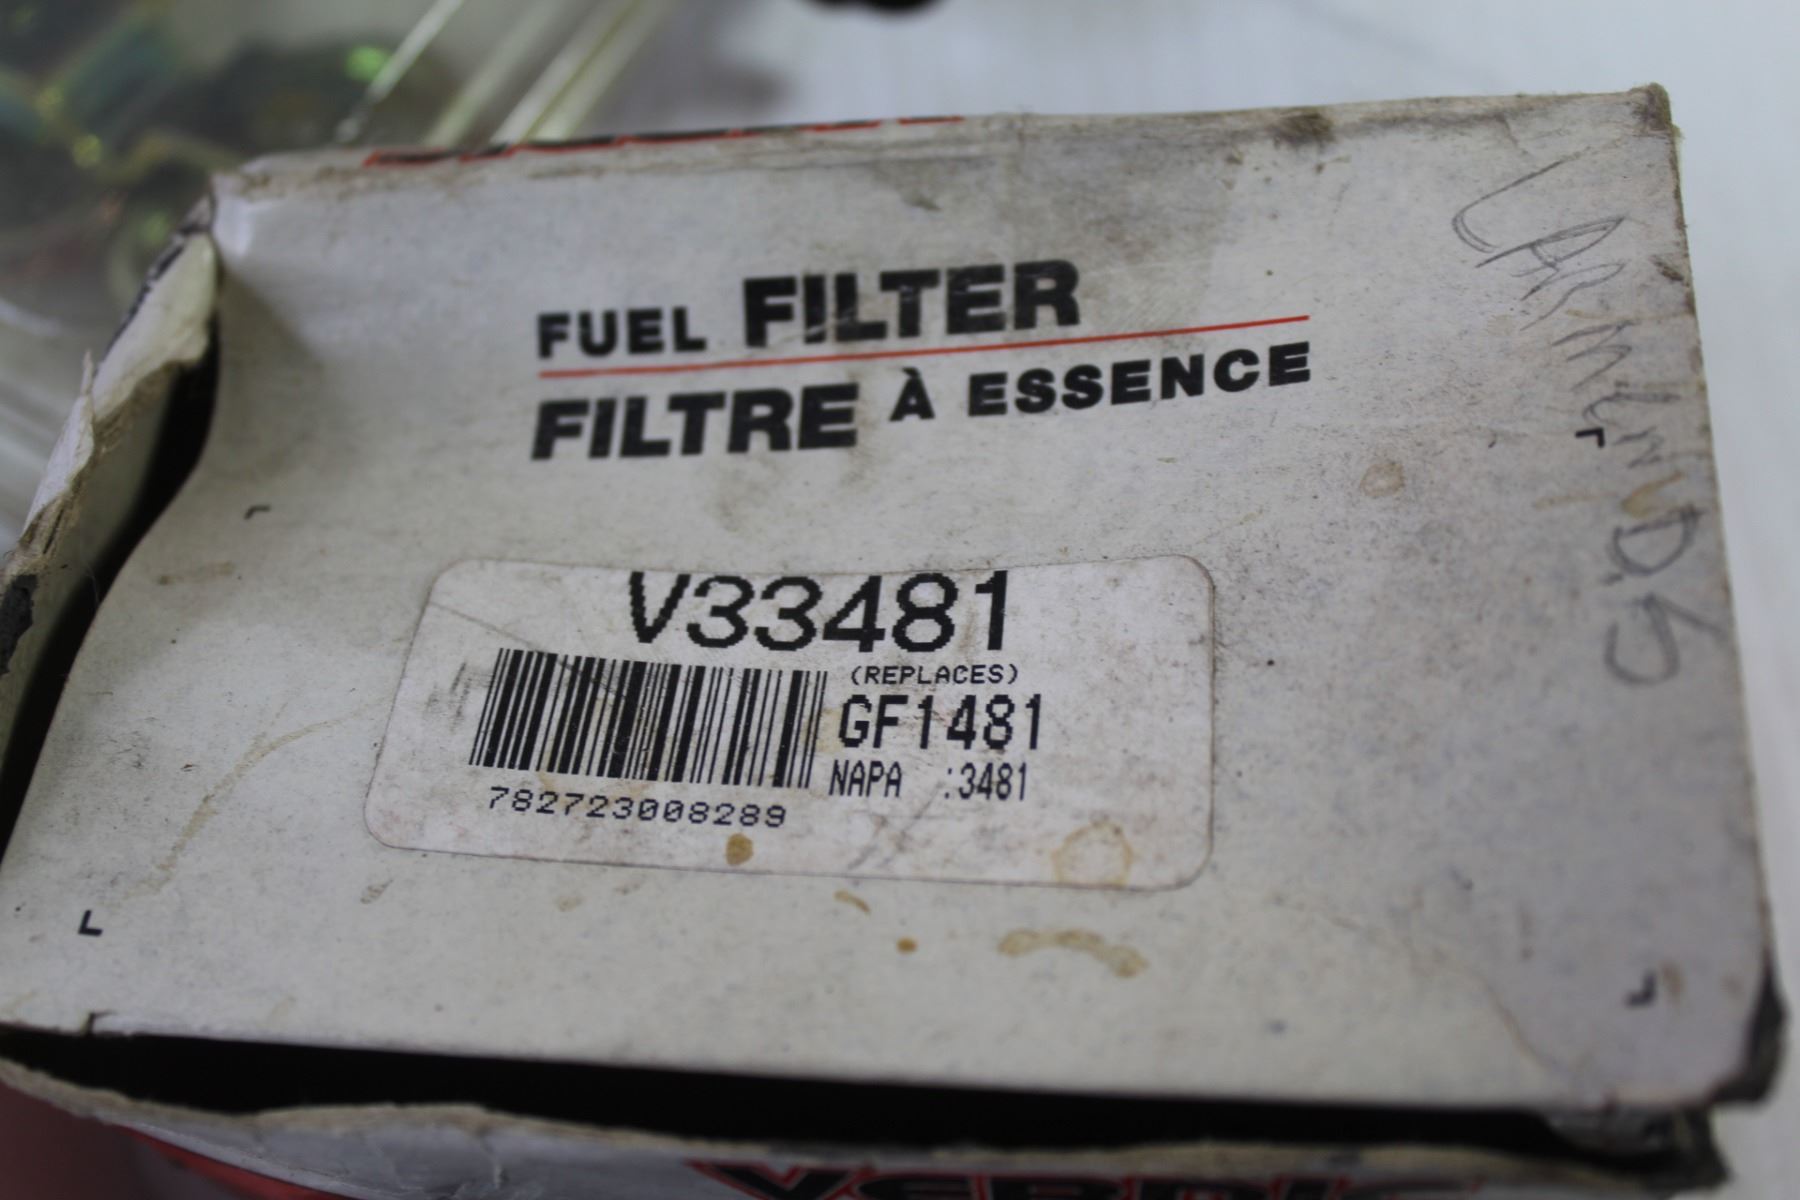 FUEL FILTER
FILTRE À ESSENCE
V33481
(REPLACES)
GF1481
NAPA :3481
782723008289